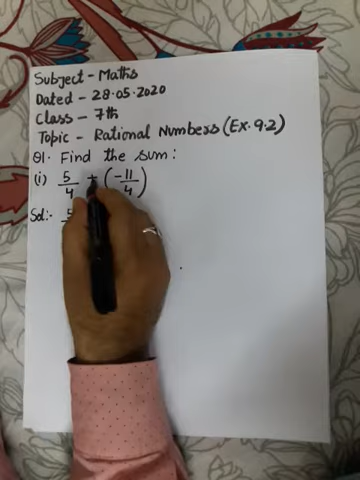 Subject - Maths
Dated - 28.05.2020
Class - 7th
Topic - Rational Numbers (Ex. 9.2)
Q1. Find the sum:
(i) 5/4 + (-11/4)
Sol:- 5